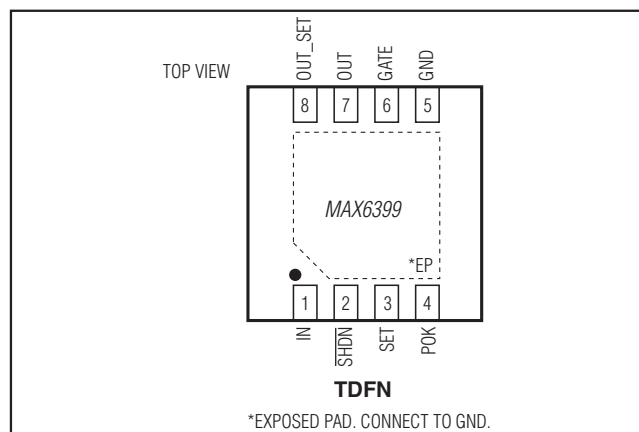 TOP VIEW
OUT_SET
OUT
GATE
GND
8
7
6
5
MAX6399
*EP
1
2
3
4
IN
SHDN
SET
POK
TDFN
*EXPOSED PAD. CONNECT TO GND.